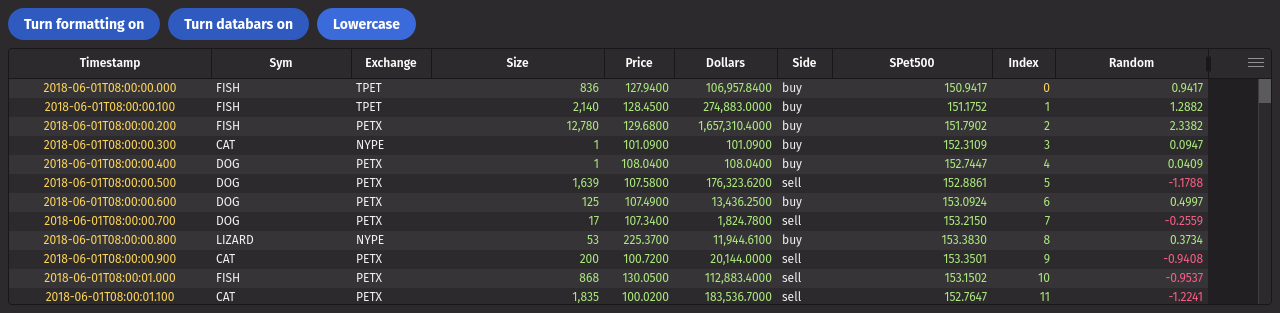 Turn formatting on Turn databars on Lowercase
Timestamp Sym Exchange Size Price Dollars Side SPet500 Index Random
2018-06-01T08:00:00.000 FISH TPET 836 127.9400 106,957.8400 buy 150.9417 0 0.9417
2018-06-01T08:00:00.100 FISH TPET 2,140 128.4500 274,883.0000 buy 151.1752 1 1.2882
2018-06-01T08:00:00.200 FISH PETX 12,780 129.6800 1,657,310.4000 buy 151.7902 2 2.3382
2018-06-01T08:00:00.300 CAT NYPE 1 101.0900 101.0900 buy 152.3109 3 0.0947
2018-06-01T08:00:00.400 DOG PETX 1 108.0400 108.0400 buy 152.7447 4 0.0409
2018-06-01T08:00:00.500 DOG PETX 1,639 107.5800 176,323.6200 sell 152.8861 5 -1.1788
2018-06-01T08:00:00.600 DOG PETX 125 107.4900 13,436.2500 buy 153.0924 6 0.4997
2018-06-01T08:00:00.700 DOG PETX 17 107.3400 1,824.7800 sell 153.2150 7 -0.2559
2018-06-01T08:00:00.800 LIZARD NYPE 53 225.3700 11,944.6100 buy 153.3830 8 0.3734
2018-06-01T08:00:00.900 CAT PETX 200 100.7200 20,144.0000 sell 153.3501 9 -0.9408
2018-06-01T08:00:01.000 FISH PETX 868 130.0500 112,883.4000 sell 153.1502 10 -0.9537
2018-06-01T08:00:01.100 CAT PETX 1,835 100.0200 183,536.7000 sell 152.7647 11 -1.2241